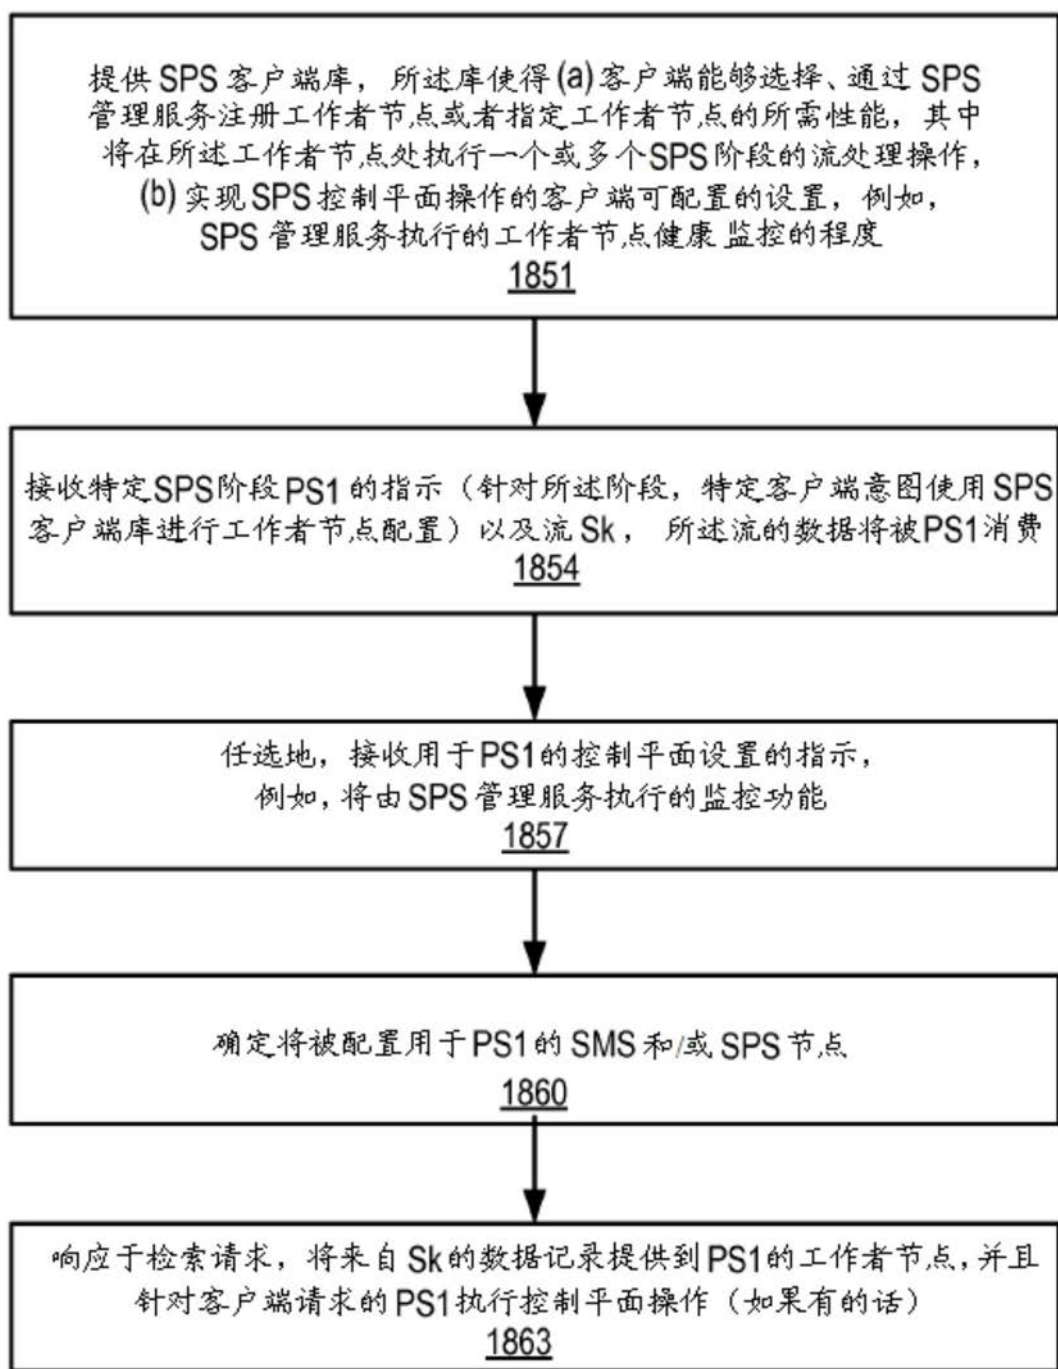 提供 SPS 客户端库，所述库使得(a)客户端能够选择、通过 SPS
管理服务注册工作者节点或者指定工作者节点的所需性能，其中
将在所述工作者节点处执行一个或多个SPS阶段的流处理操作，
(b)实现SPS控制平面操作的客户端可配置的设置，例如，
SPS 管理服务执行的工作者节点健康监控的程度
1851
接收特定SPS阶段PS1的指示（针对所述阶段，特定客户端意图使用SPS
客户端库进行工作者节点配置）以及流Sk， 所述流的数据将被PS1消费
1854
任选地，接收用于PS1的控制平面设置的指示，
例如，将由SPS管理服务执行的监控功能
1857
确定将被配置用于PS1的 SMS 和/或 SPS 节点
1860
响应于检索请求，将来自Sk的数据记录提供到PS1的工作者节点，并且
针对客户端请求的PS1执行控制平面操作（如果有的话）
1863